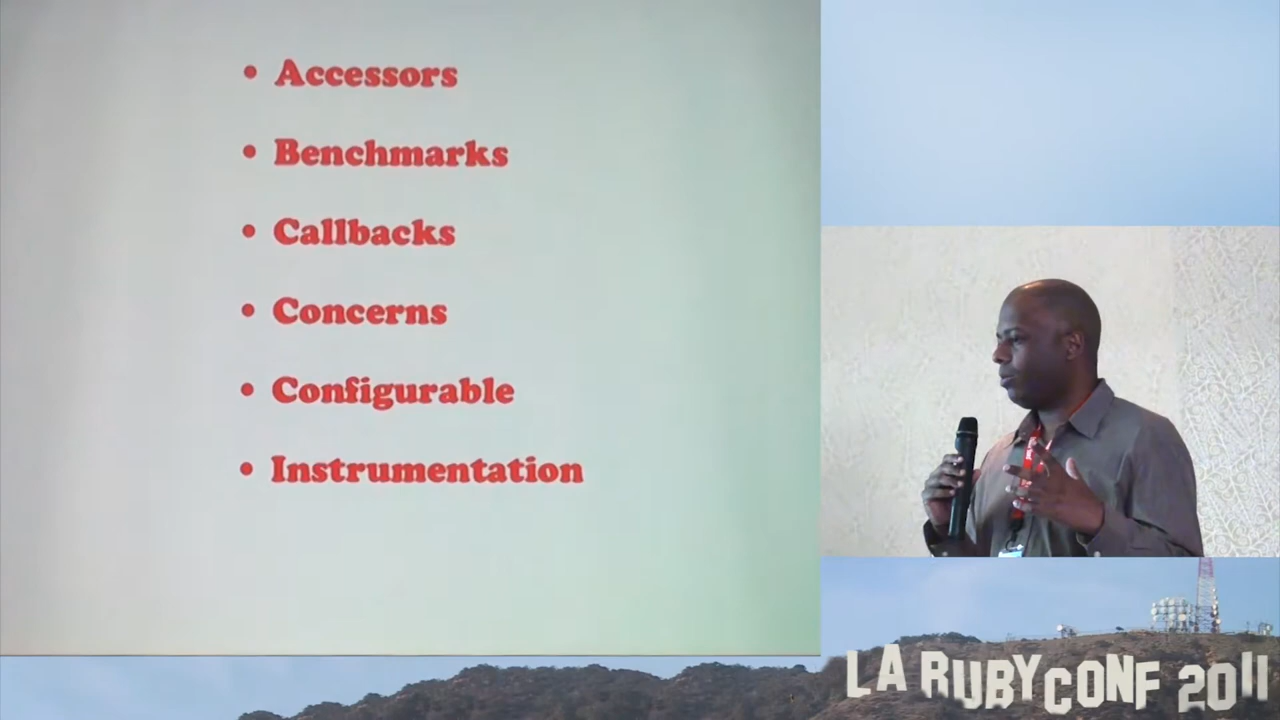 • Accessors
• Benchmarks
• Callbacks
• Concerns
• Configurable
• Instrumentation
LA RUBYCONF 2011